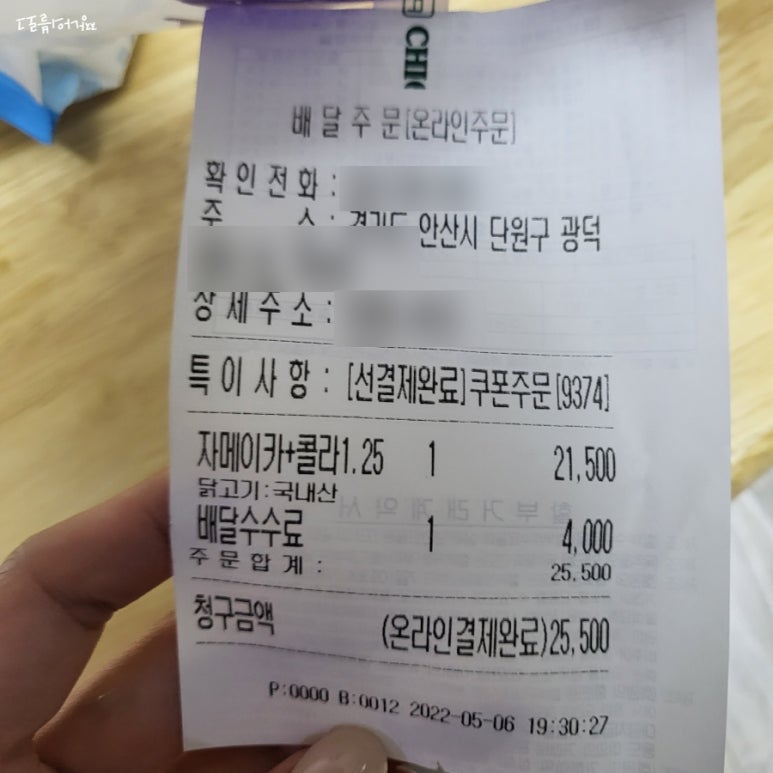 CHI
배달주문[온라인주문]
확인전화 :
주 소 : 경기도 안산시 단원구 광덕
상세주소 :
특이사항 : [선결제완료]쿠폰주문[9374]
자메이카+콜라1.25 1 21,500
닭고기:국내산
배달수수료 1 4,000
주문합계 : 25,500
청구금액 (온라인결제완료)25,500
P:0000 B:0012 2022-05-06 19:30:27